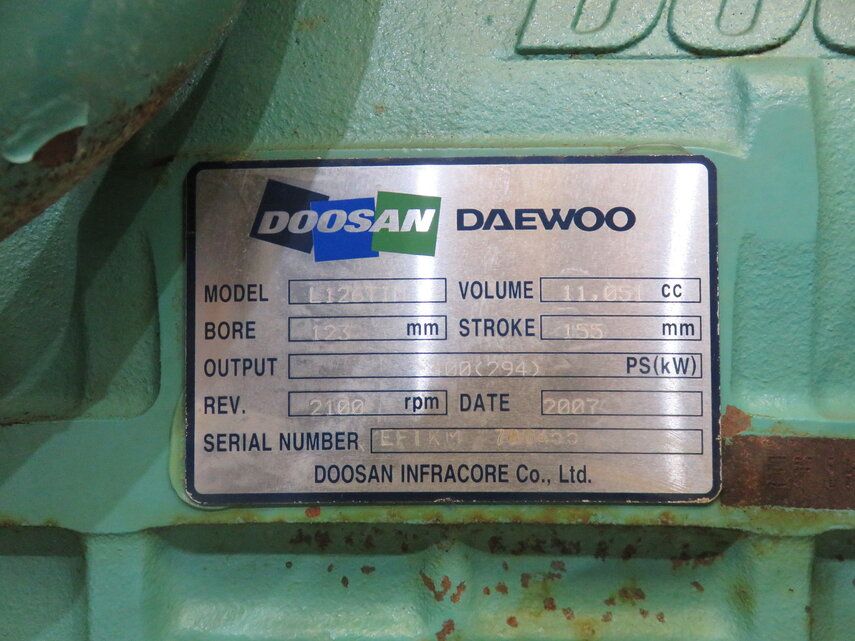 DOOSAN DAEWOO
MODEL VOLUME 11,051 cc
BORE 123 mm STROKE 155 mm
OUTPUT (294) PS(kW)
REV. 2100 rpm DATE 2007
SERIAL NUMBER
DOOSAN INFRACORE Co., Ltd.